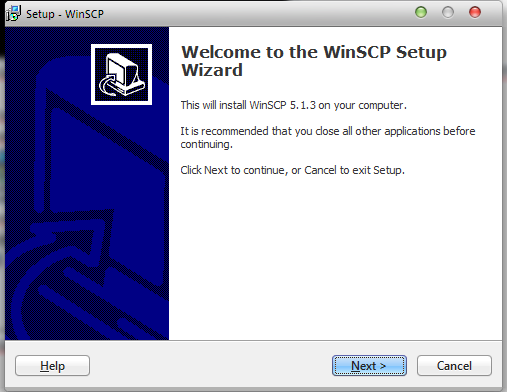 Setup - WinSCP
Welcome to the WinSCP Setup
Wizard
This will install WinSCP 5.1.3 on your computer.
It is recommended that you close all other applications before
continuing.
Click Next to continue, or Cancel to exit Setup.
Help
Next >
Cancel